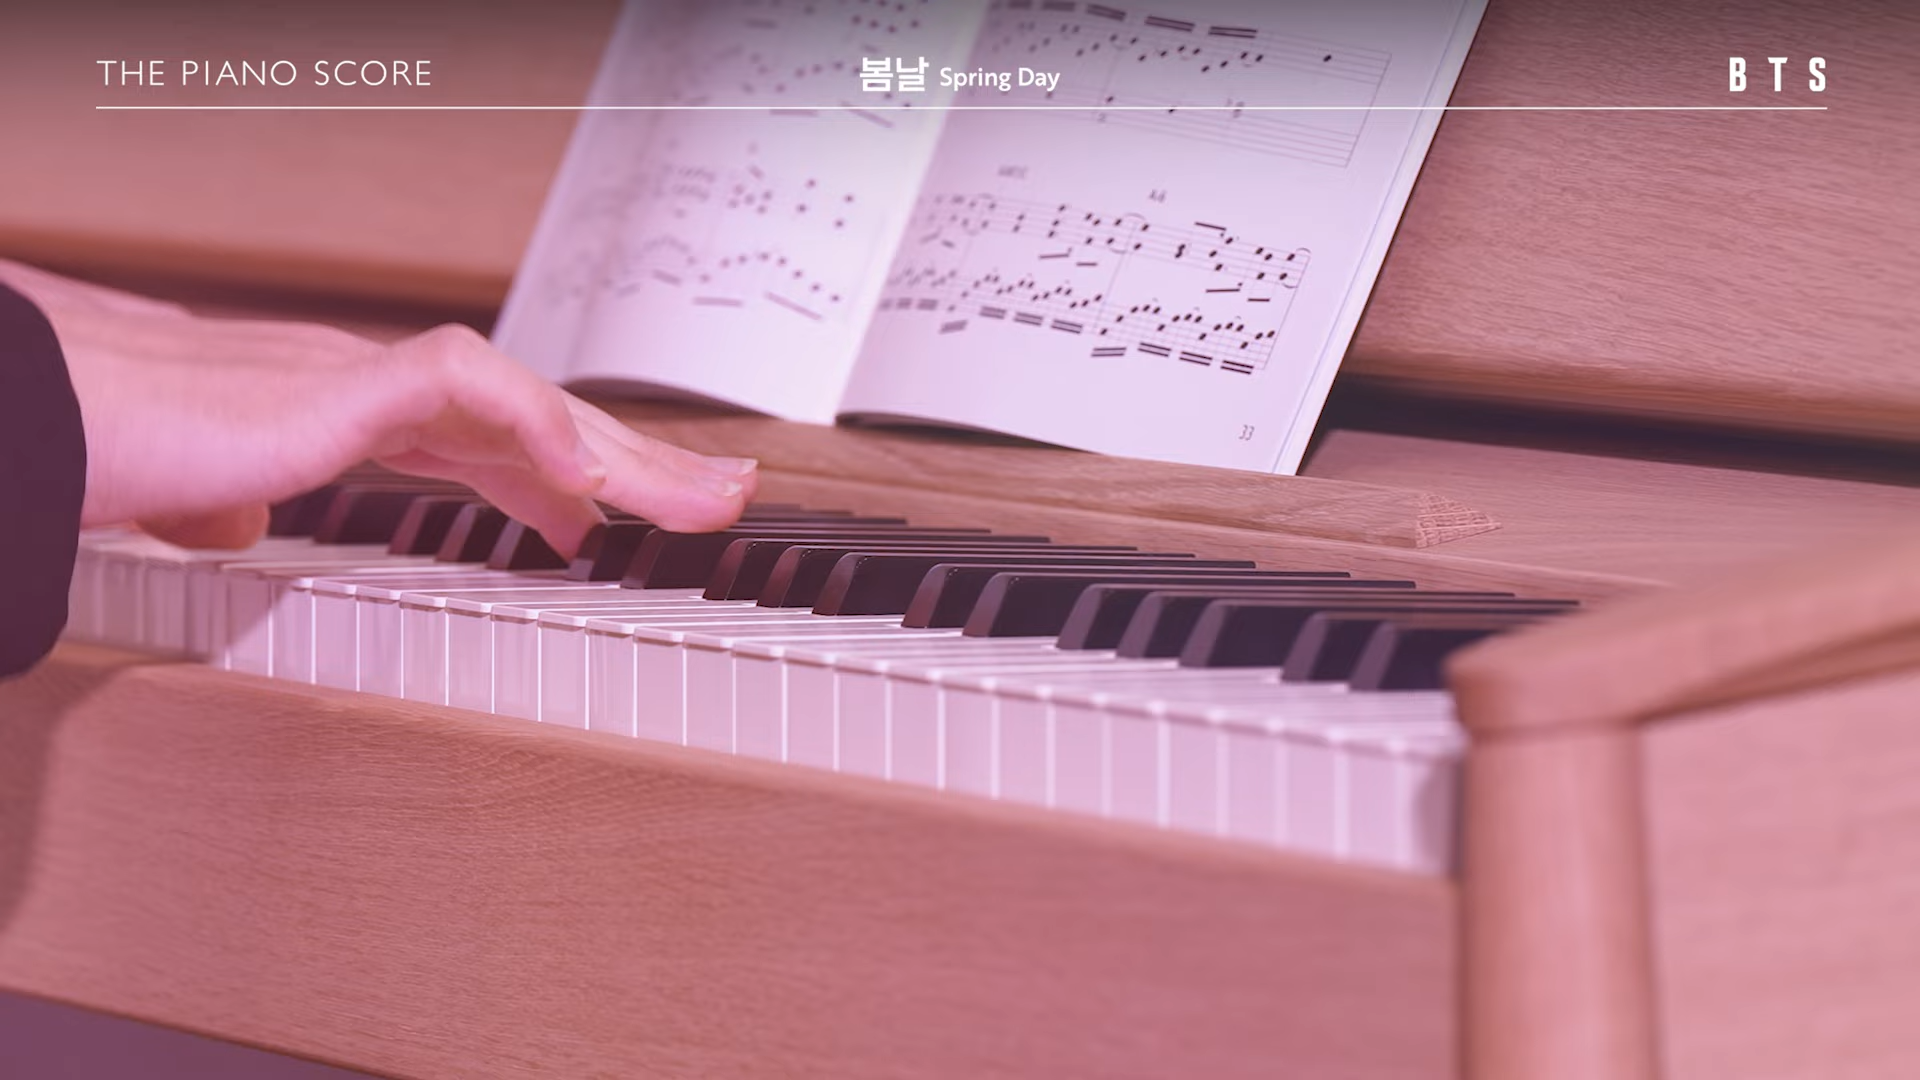 THE PIANO SCORE 봄날 Spring Day BTS
33